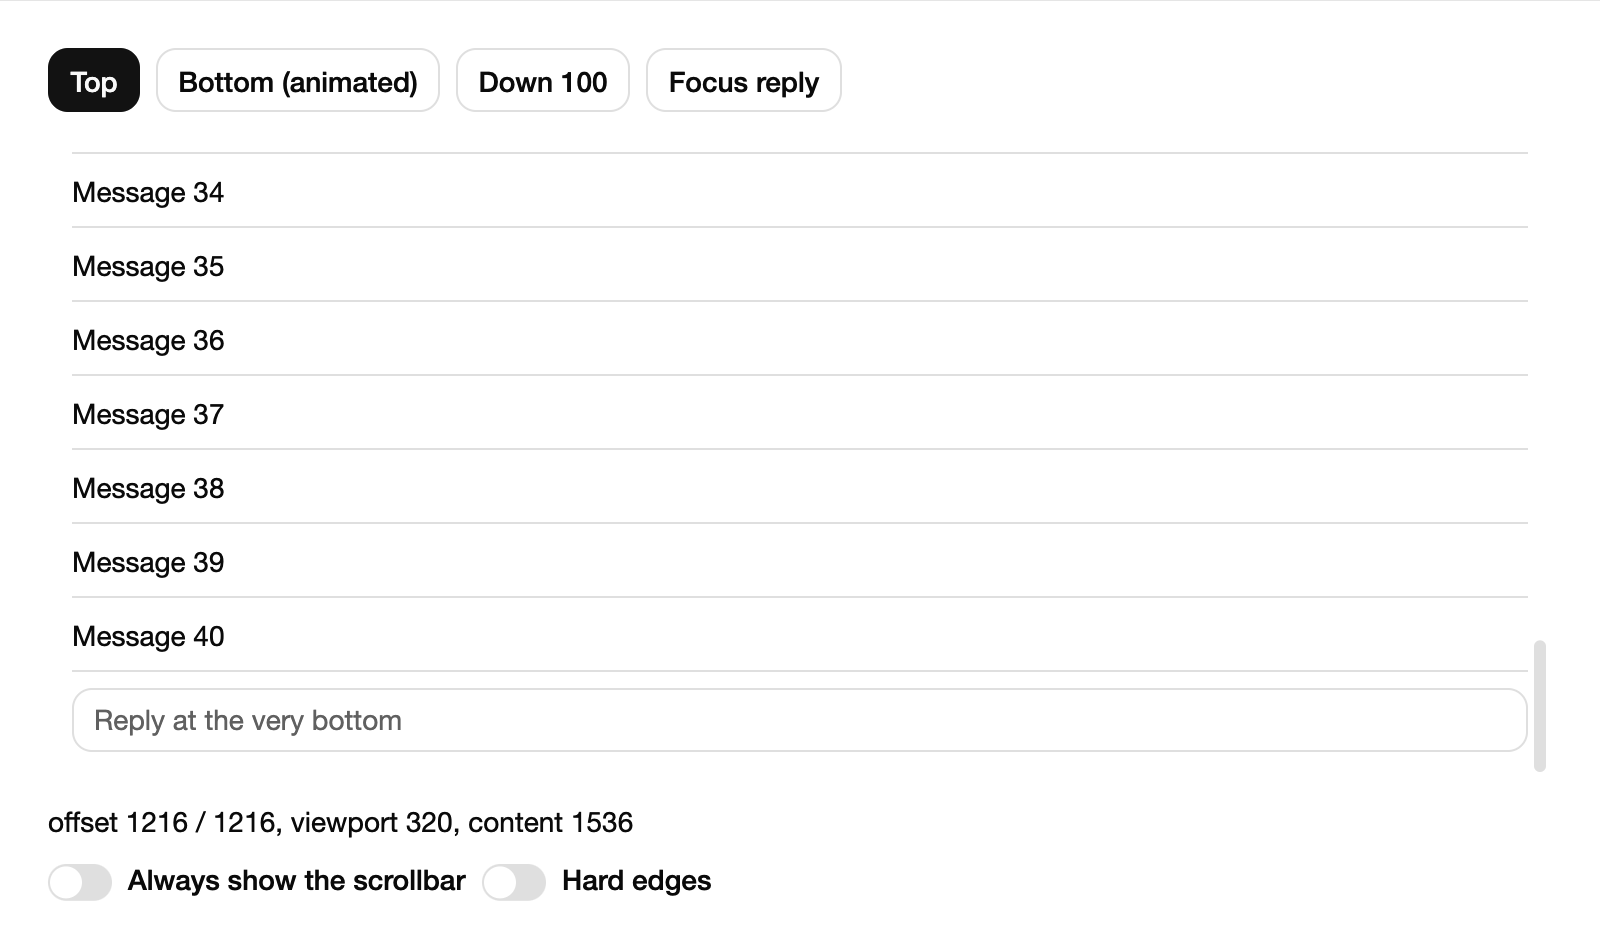 Top
Bottom (animated)
Down 100
Focus reply
Message 34
Message 35
Message 36
Message 37
Message 38
Message 39
Message 40
Reply at the very bottom
offset 1216 / 1216, viewport 320, content 1536
Always show the scrollbar
Hard edges